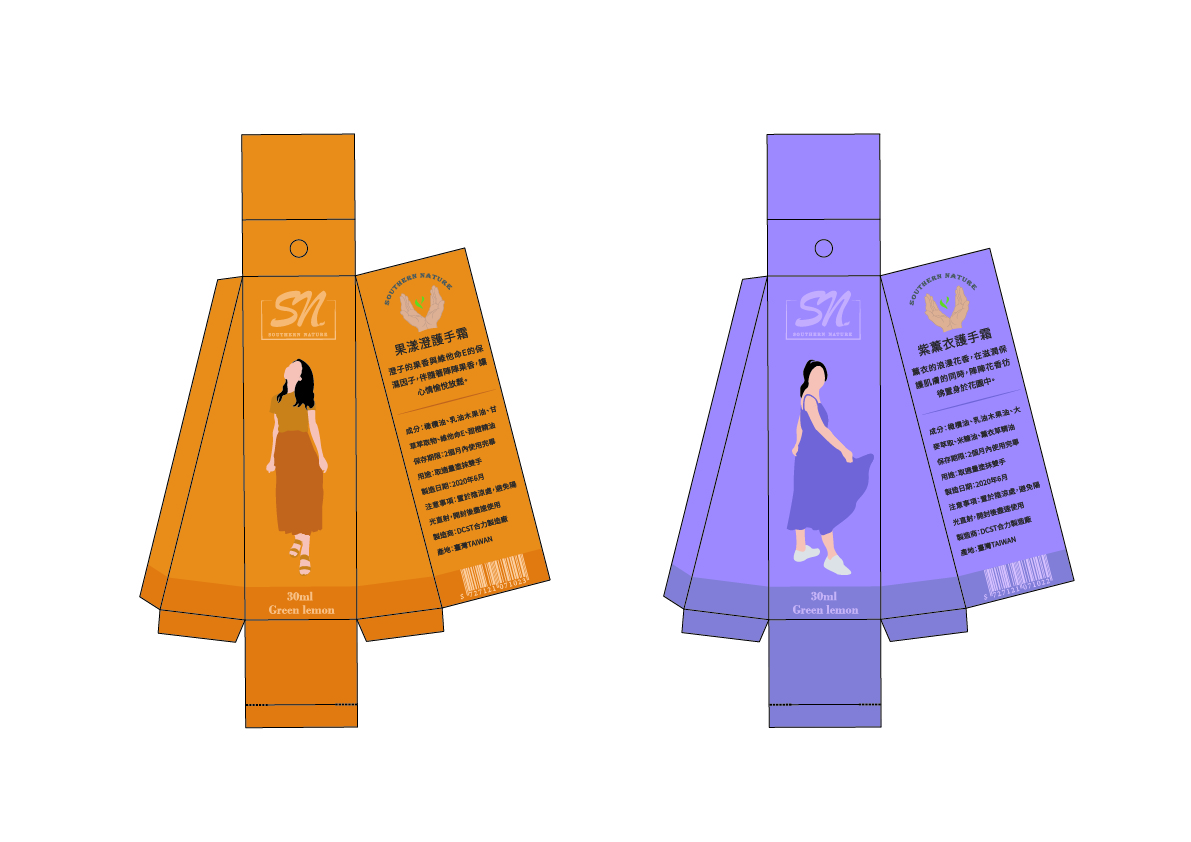 SN
SOUTHERN NATURE
30ml
Green lemon
SOUTHERN NATURE
果漾澄護手霜
澄子的果香與維他命E的保
濕因子，伴隨著陣陣果香，讓
心情愉悅放鬆。
成分：橄欖油、乳油木果油、甘
草萃取物、維他命E、甜橙精油
保存期限：2個月內使用完畢
用途：取適量塗抹雙手
製造日期：2020年6月
注意事項：置於陰涼處，避免陽
光直射，開封後盡速使用
製造商：DCST合力製造廠
產地：臺灣TAIWAN
SN
SOUTHERN NATURE
30ml
Green lemon
SOUTHERN NATURE
紫薰衣護手霜
薰衣的浪漫花香，在滋潤保
護肌膚的同時，陣陣花香彷
彿置身於花園中。
成分：橄欖油、乳油木果油、大
麥萃取、米糠油、薰衣草精油
保存期限：2個月內使用完畢
用途：取適量塗抹雙手
製造日期：2020年6月
注意事項：置於陰涼處，避免陽
光直射，開封後盡速使用
製造商：DCST合力製造廠
產地：臺灣TAIWAN